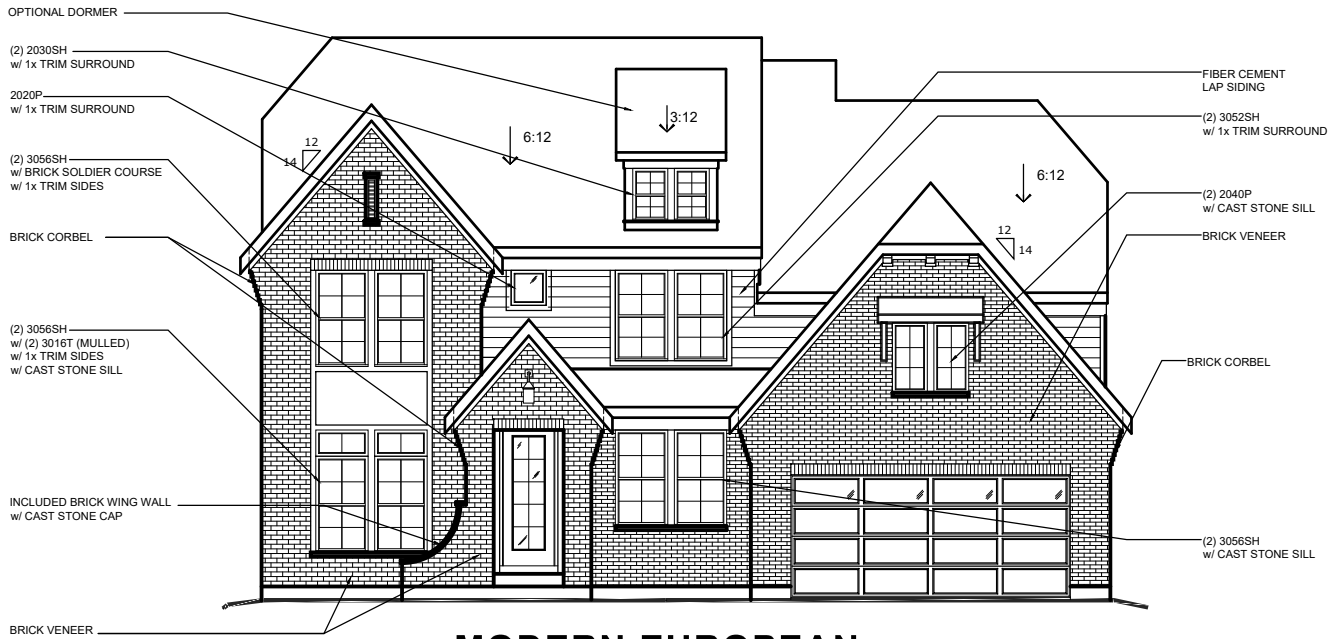 OPTIONAL DORMER
(2) 2030SH
w/ 1x TRIM SURROUND
2020P
w/ 1x TRIM SURROUND
(2) 3056SH
w/ BRICK SOLDIER COURSE
w/ 1x TRIM SIDES
BRICK CORBEL
(2) 3056SH
w/ (2) 3016T (MULLED)
w/ 1x TRIM SIDES
w/ CAST STONE SILL
INCLUDED BRICK WING WALL
w/ CAST STONE CAP
BRICK VENEER
12
14
6:12
3:12
6:12
12
14
FIBER CEMENT
LAP SIDING
(2) 3052SH
w/ 1x TRIM SURROUND
(2) 2040P
w/ CAST STONE SILL
BRICK VENEER
BRICK CORBEL
(2) 3056SH
w/ CAST STONE SILL
MODERN EUROPEAN